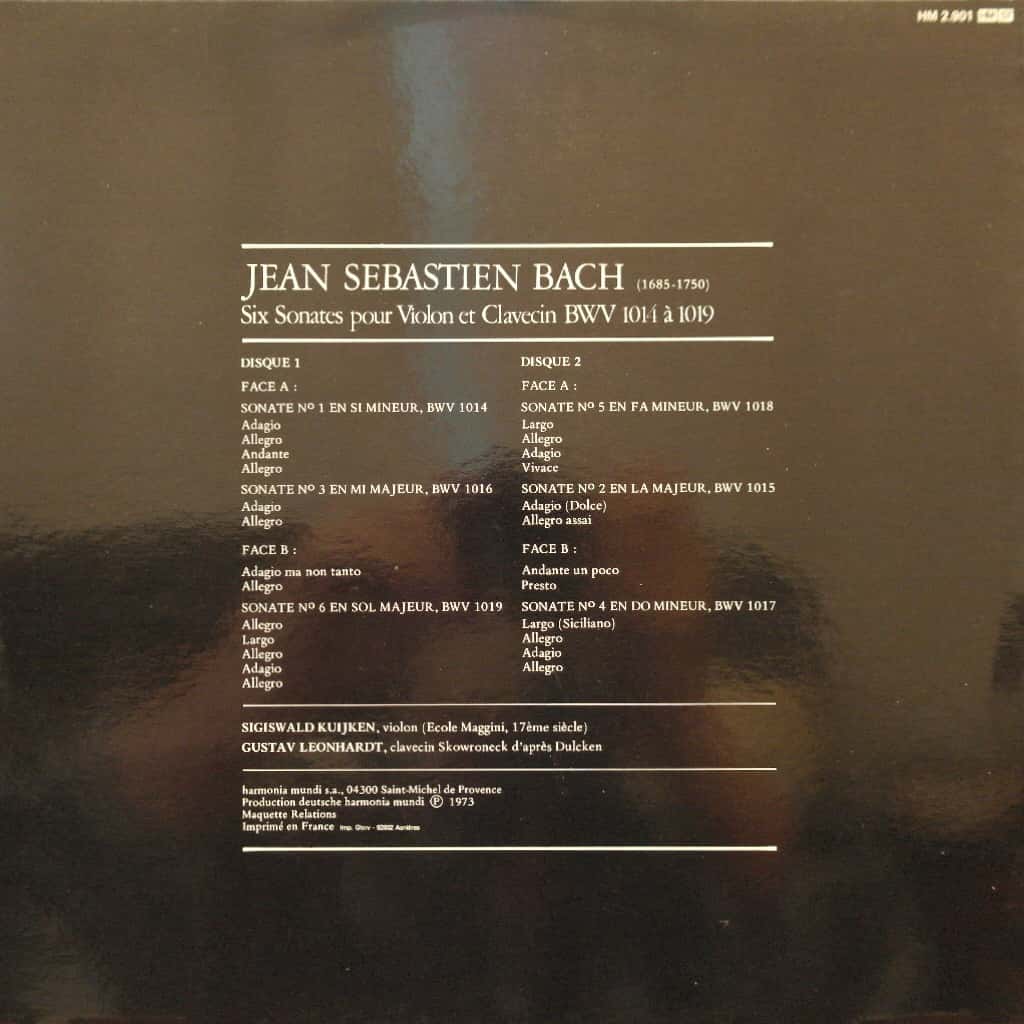 HM 2.901
JEAN SEBASTIEN BACH (1685-1750)
Six Sonates pour Violon et Clavecin BWV 1014 à 1019
DISQUE 1
FACE A :
SONATE Nº 1 EN SI MINEUR, BWV 1014
Adagio
Allegro
Andante
Allegro
SONATE Nº 3 EN MI MAJEUR, BWV 1016
Adagio
Allegro
FACE B :
Adagio ma non tanto
Allegro
SONATE Nº 6 EN SOL MAJEUR, BWV 1019
Allegro
Largo
Allegro
Adagio
Allegro
DISQUE 2
FACE A :
SONATE Nº 5 EN FA MINEUR, BWV 1018
Largo
Allegro
Adagio
Vivace
SONATE Nº 2 EN LA MAJEUR, BWV 1015
Adagio (Dolce)
Allegro assai
FACE B :
Andante un poco
Presto
SONATE Nº 4 EN DO MINEUR, BWV 1017
Largo (Siciliano)
Allegro
Adagio
Allegro
SIGISWALD KUIJKEN, violon (Ecole Maggini, 17ème siècle)
GUSTAV LEONHARDT, clavecin Skowroneck d'après Dulcken
harmonia mundi s.a., 04300 Saint-Michel de Provence
Production deutsche harmonia mundi Ⓟ 1973
Maquette Relations
Imprimé en France Imp. Asnières